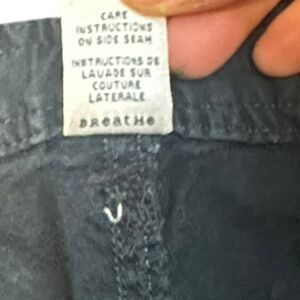 CARE
INSTRUCTIONS
ON SIDE SEAM
INSTRUCTIONS DE
LAVAGE SUR
COUTURE
LATERALE
BReatHe